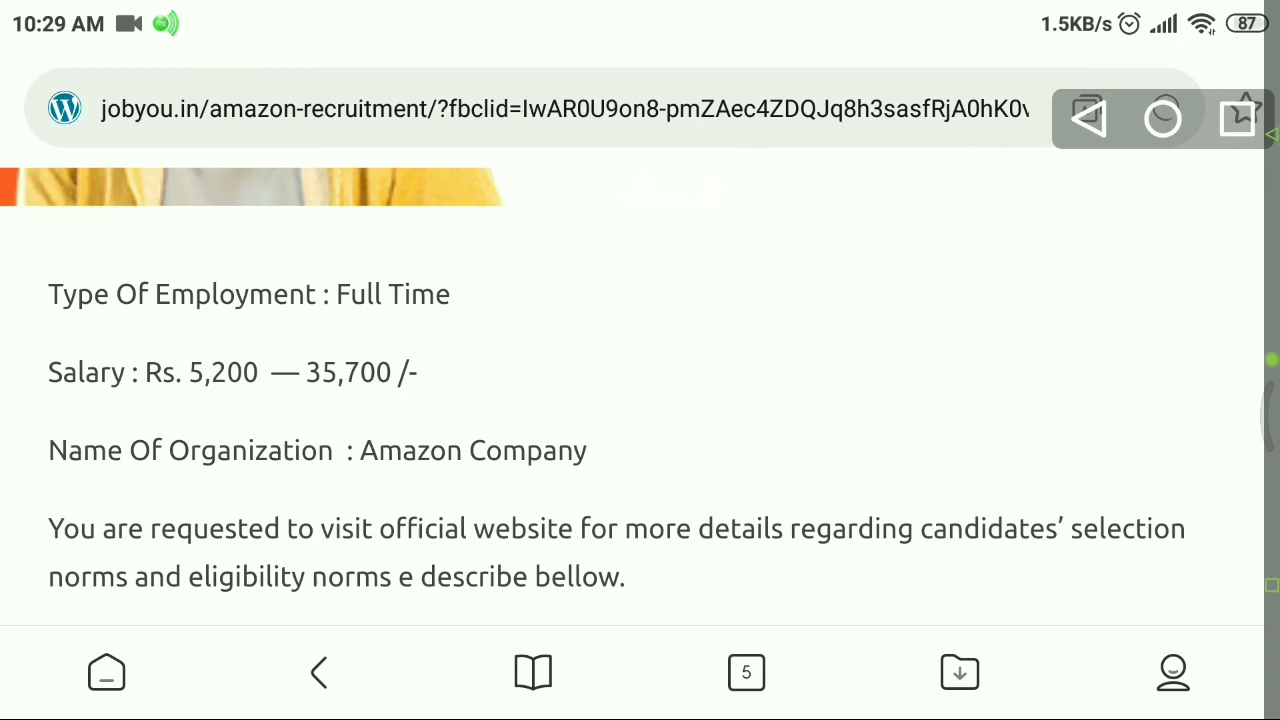 10:29 AM
1.5KB/s
87
jobyou.in/amazon-recruitment/?fbclid=IwAR0U9on8-pmZAec4ZDQJq8h3sasfRjA0hK0v
Type Of Employment : Full Time
Salary : Rs. 5,200 — 35,700 /-
Name Of Organization : Amazon Company
You are requested to visit official website for more details regarding candidates’ selection
norms and eligibility norms e describe bellow.
5